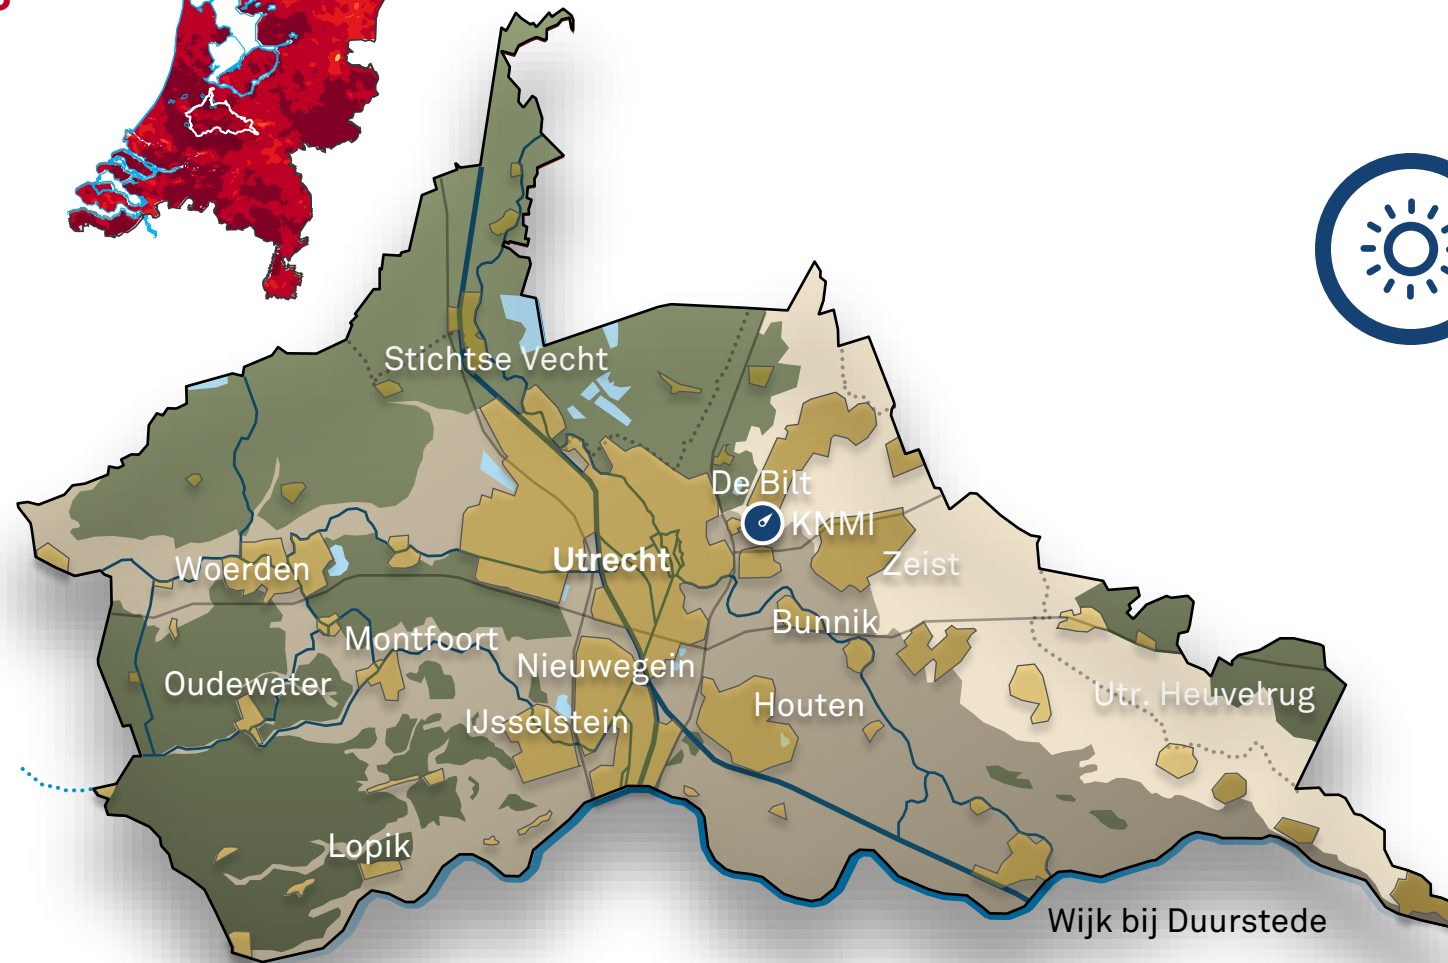 Stichtse Vecht
De Bilt
KNMI
Utrecht
Zeist
Woerden
Bunnik
Montfoort
Nieuwegein
Oudewater
Utr. Heuvelrug
Houten
IJsselstein
Lopik
Wijk bij Duurstede